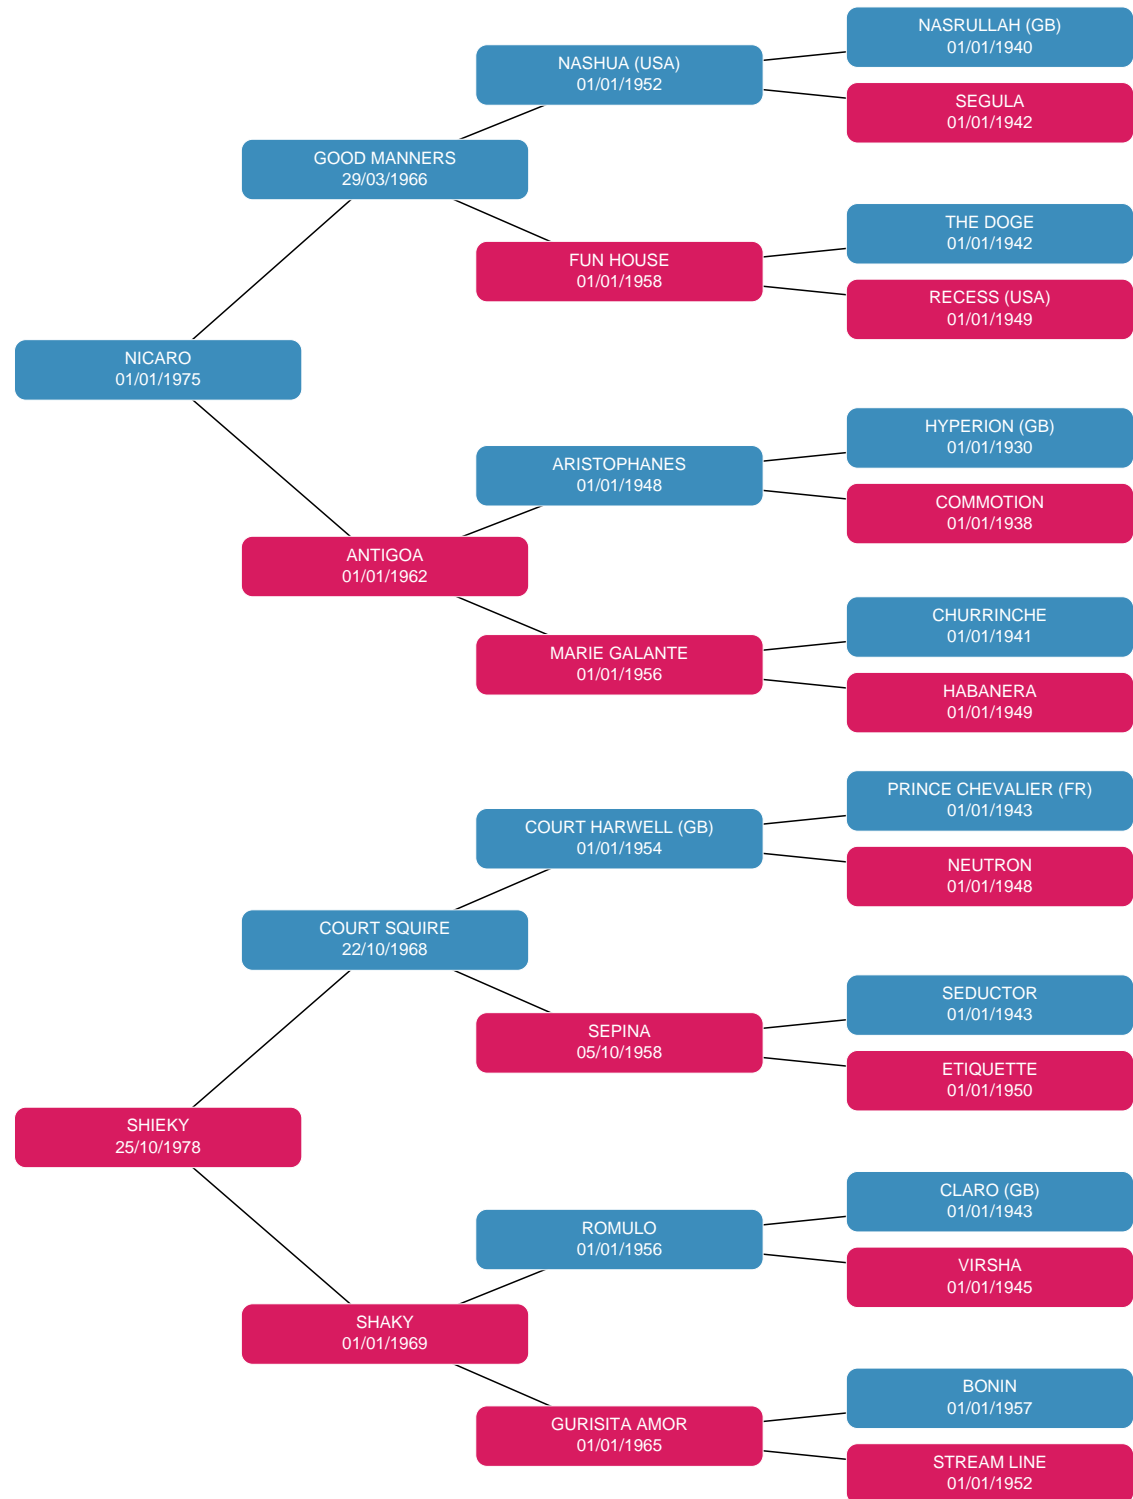 NASRULLAH (GB)
01/01/1940
NASHUA (USA)
01/01/1952
SEGULA
01/01/1942
GOOD MANNERS
29/03/1966
THE DOGE
01/01/1942
FUN HOUSE
01/01/1958
RECESS (USA)
01/01/1949
NICARO
01/01/1975
HYPERION (GB)
01/01/1930
ARISTOPHANES
01/01/1948
COMMOTION
01/01/1938
ANTIGOA
01/01/1962
CHURRINCHE
01/01/1941
MARIE GALANTE
01/01/1956
HABANERA
01/01/1949
PRINCE CHEVALIER (FR)
01/01/1943
COURT HARWELL (GB)
01/01/1954
NEUTRON
01/01/1948
COURT SQUIRE
22/10/1968
SEDUCTOR
01/01/1943
SEPINA
05/10/1958
ETIQUETTE
01/01/1950
SHIEKY
25/10/1978
CLARO (GB)
01/01/1943
ROMULO
01/01/1956
VIRSHA
01/01/1945
SHAKY
01/01/1969
BONIN
01/01/1957
GURISITA AMOR
01/01/1965
STREAM LINE
01/01/1952